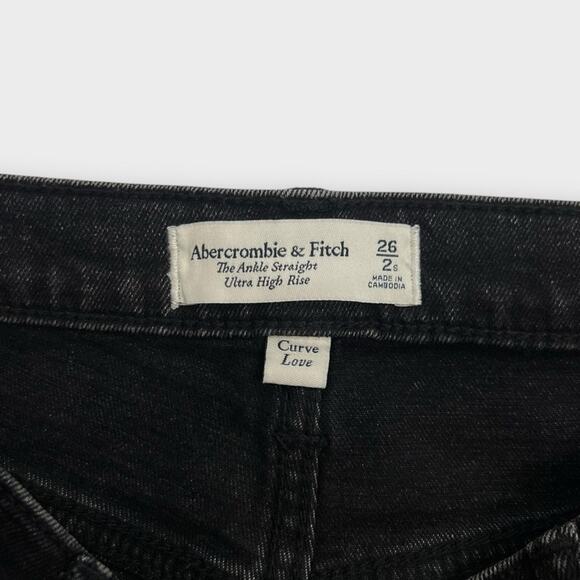 Abercrombie & Fitch
The Ankle Straight
Ultra High Rise
26
2s
MADE IN
CAMBODIA
Curve
Love